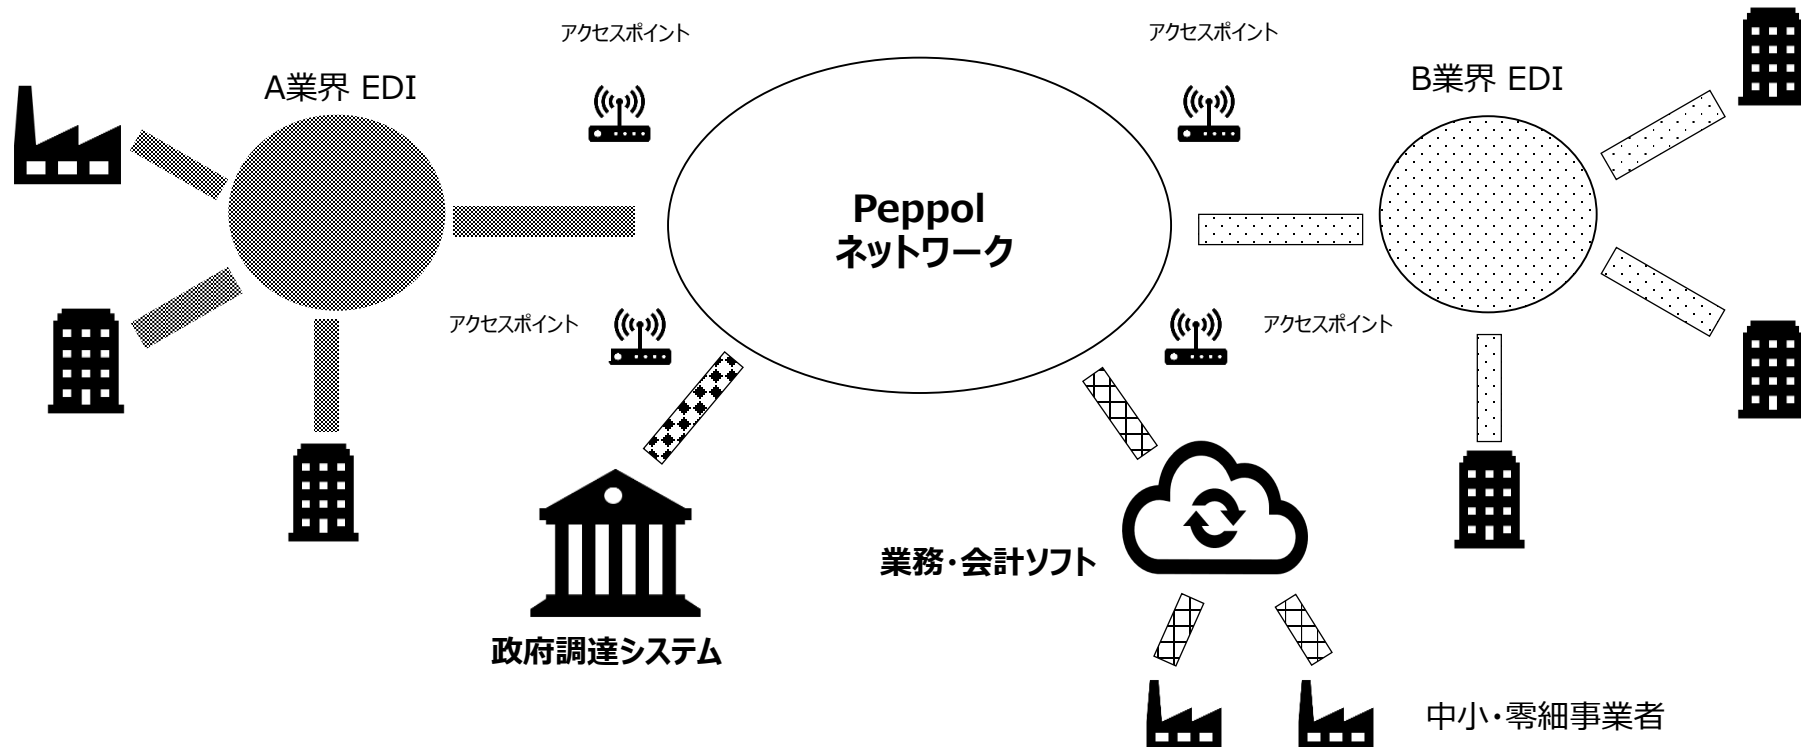 アクセスポイント
アクセスポイント
A業界 EDI
B業界 EDI
Peppol
ネットワーク
アクセスポイント
アクセスポイント
業務・会計ソフト
政府調達システム
中小・零細事業者